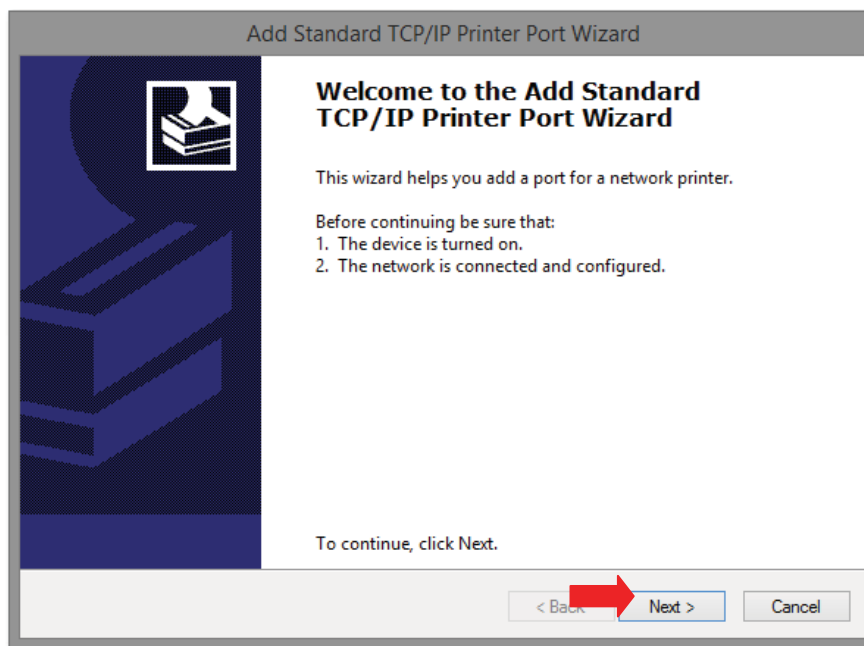 Add Standard TCP/IP Printer Port Wizard
Welcome to the Add Standard
TCP/IP Printer Port Wizard
This wizard helps you add a port for a network printer.
Before continuing be sure that:
1. The device is turned on.
2. The network is connected and configured.
To continue, click Next.
< Back Next > Cancel